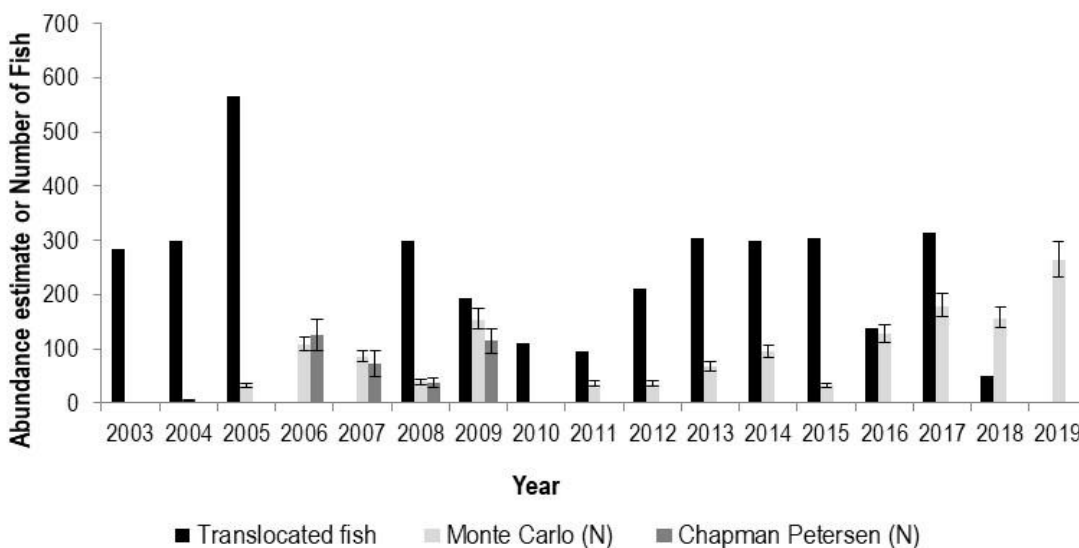 700
600
500
400
300
200
100
0
Abundance estimate or Number of Fish
2003 2004 2005 2006 2007 2008 2009 2010 2011 2012 2013 2014 2015 2016 2017 2018 2019
Year
Translocated fish Monte Carlo (N) Chapman Petersen (N)